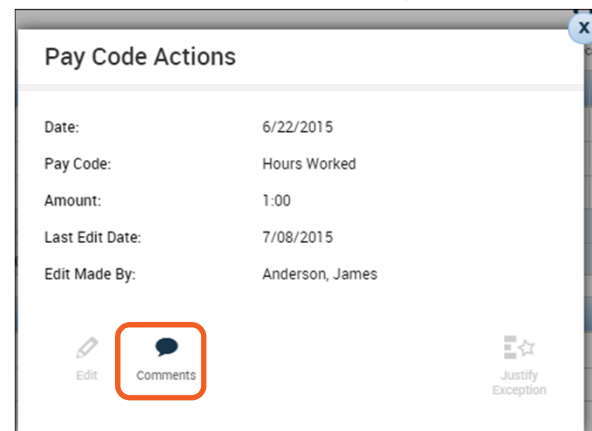 X
Pay Code Actions
Date: 6/22/2015
Pay Code: Hours Worked
Amount: 1:00
Last Edit Date: 7/08/2015
Edit Made By: Anderson, James
Edit Comments Justify
Exception